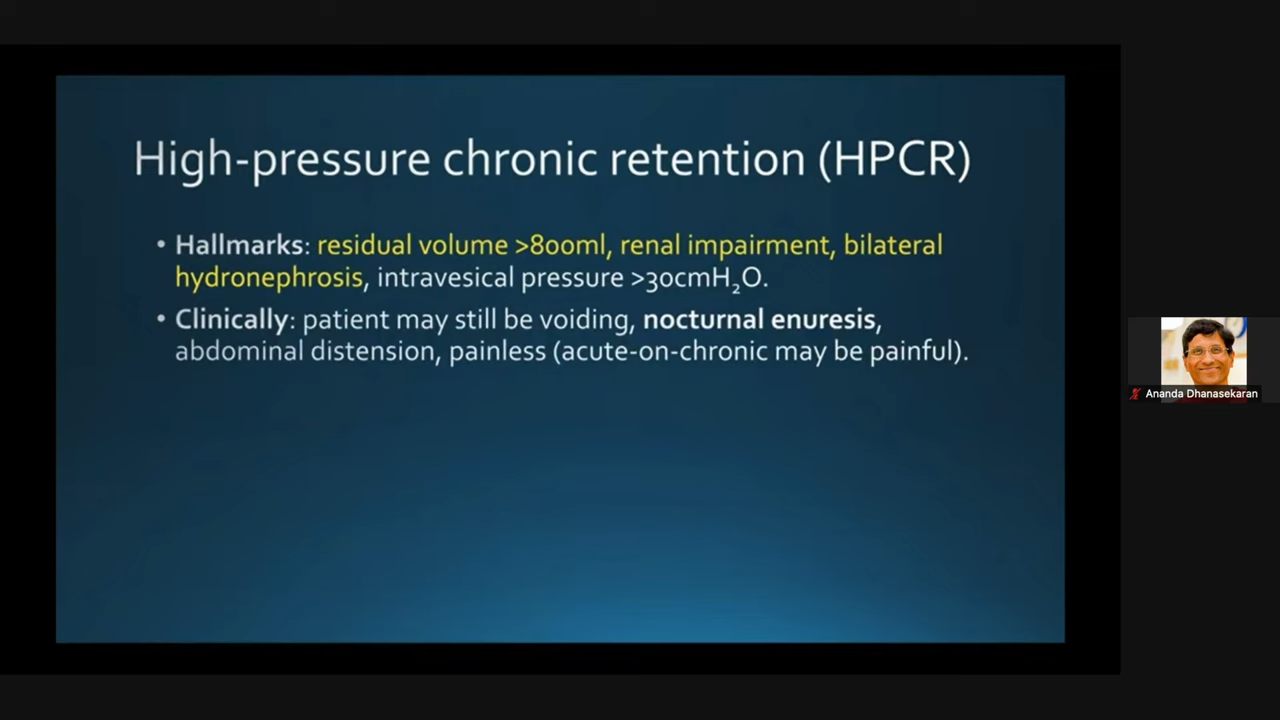 High-pressure chronic retention (HPCR)
• Hallmarks: residual volume >800ml, renal impairment, bilateral
hydronephrosis, intravesical pressure >30cmH₂O.
• Clinically: patient may still be voiding, nocturnal enuresis,
abdominal distension, painless (acute-on-chronic may be painful).
Ananda Dhanasekaran